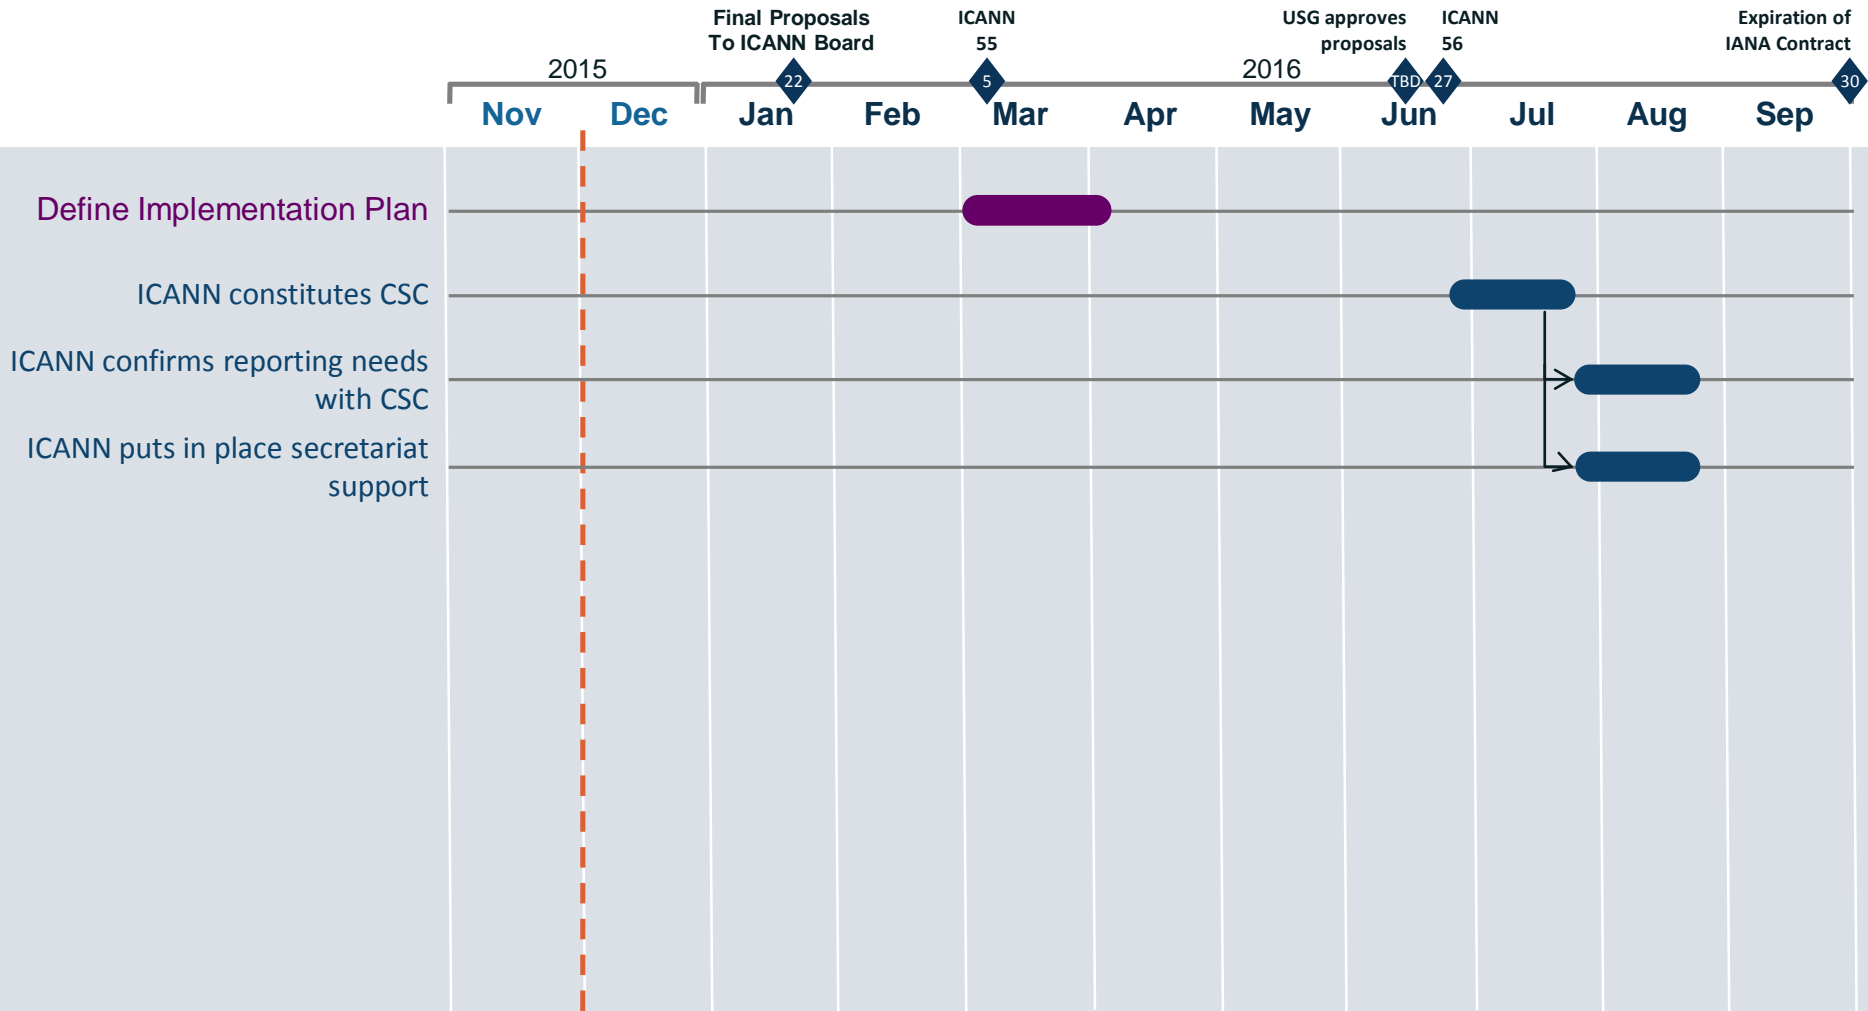 Final Proposals
To ICANN Board
ICANN
55
USG approves
proposals
ICANN
56
Expiration of
IANA Contract
2015
2016
22
5
TBD
27
30
Nov
Dec
Jan
Feb
Mar
Apr
May
Jun
Jul
Aug
Sep
Define Implementation Plan
ICANN constitutes CSC
ICANN confirms reporting needs
with CSC
ICANN puts in place secretariat
support